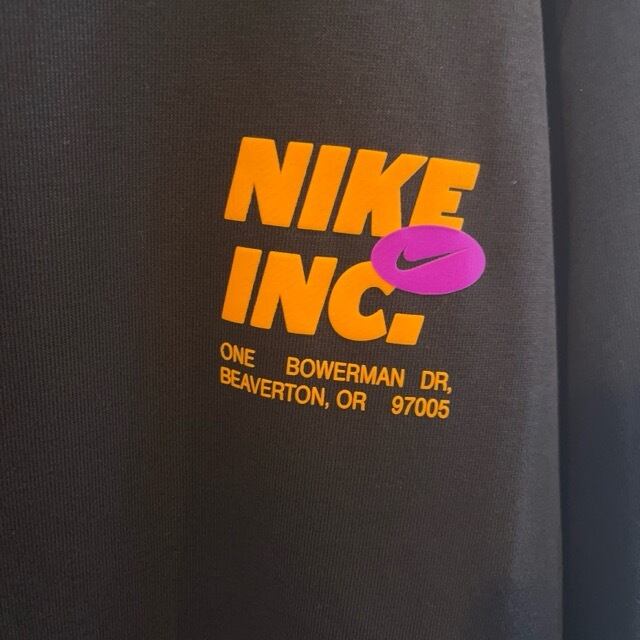 NIKE
INC.
ONE BOWERMAN DR,
BEAVERTON, OR 97005